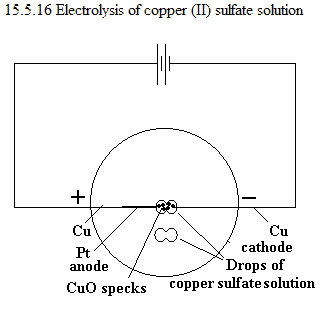 15.5.16 Electrolysis of copper (II) sulfate solution
+
−
Cu
Cu
Pt
cathode
anode
Drops of
CuO specks
copper sulfate solution